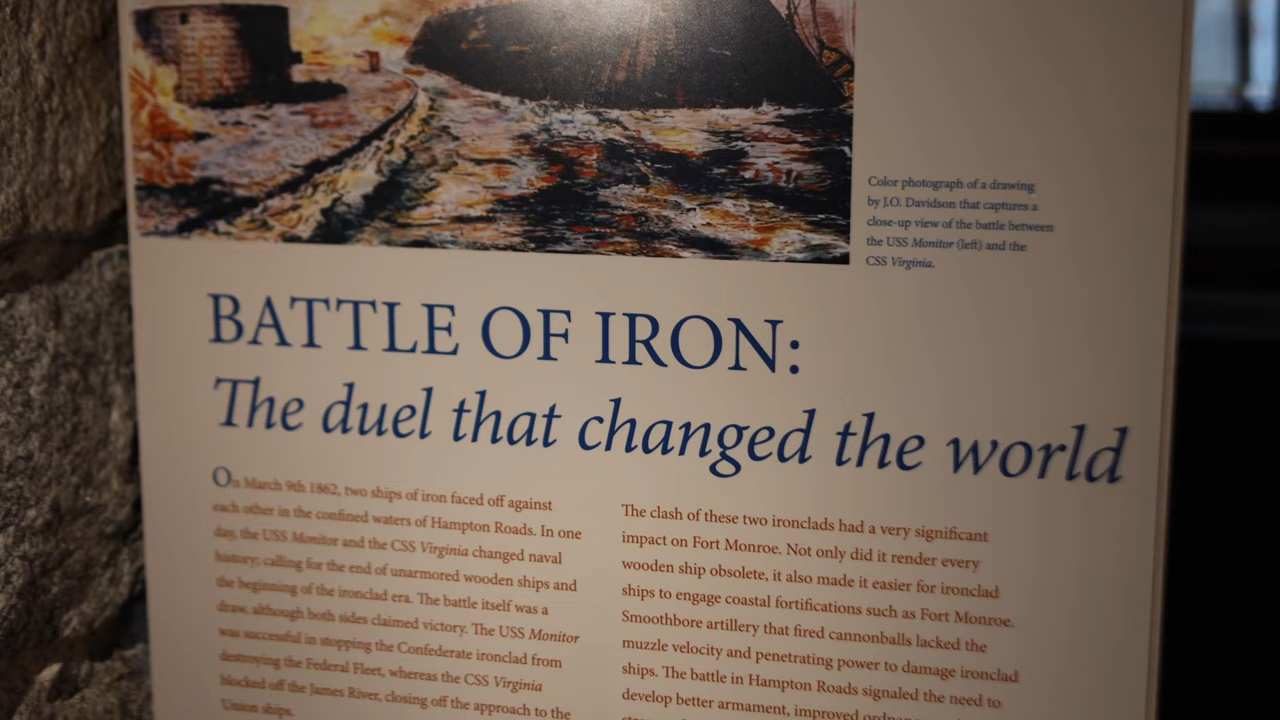 Color photograph of a drawing
by J.O. Davidson that captures a
close-up view of the battle between
the USS Monitor (left) and the
CSS Virginia.
BATTLE OF IRON:
The duel that changed the world
On March 9th 1862, two ships of iron faced off against
each other in the confined waters of Hampton Roads. In one
day, the USS Monitor and the CSS Virginia changed naval
history; calling for the end of unarmored wooden ships and
the beginning of the ironclad era. The battle itself was a
draw, although both sides claimed victory. The USS Monitor
was successful in stopping the Confederate ironclad from
destroying the Federal Fleet, whereas the CSS Virginia
blocked off the James River, closing off the approach to the
Union ships.
The clash of these two ironclads had a very significant
impact on Fort Monroe. Not only did it render every
wooden ship obsolete, it also made it easier for ironclad
ships to engage coastal fortifications such as Fort Monroe.
Smoothbore artillery that fired cannonballs lacked the
muzzle velocity and penetrating power to damage ironclad
ships. The battle in Hampton Roads signaled the need to
develop better armament, improved